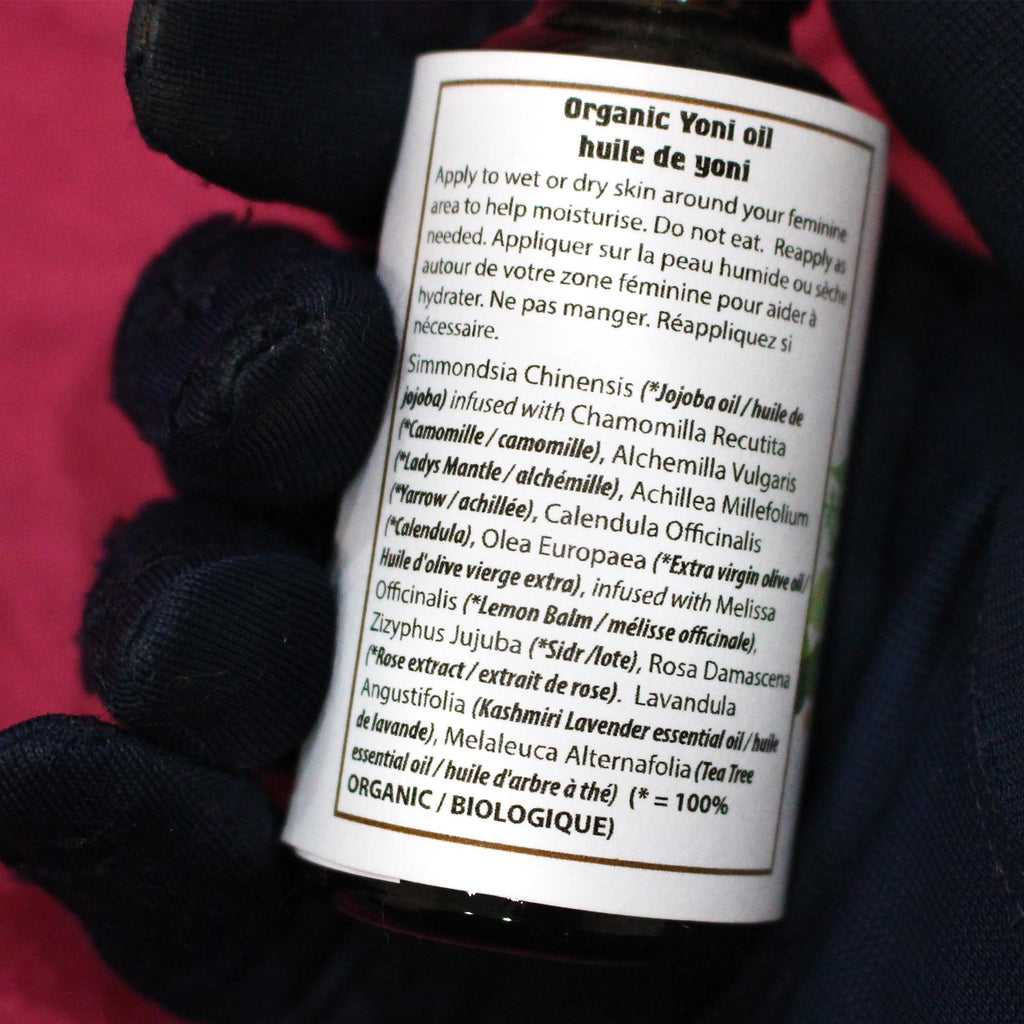 Organic Yoni oil
huile de yoni
Apply to wet or dry skin around your feminine
area to help moisturise. Do not eat. Reapply as
needed. Appliquer sur la peau humide ou sèche
autour de votre zone féminine pour aider à
hydrater. Ne pas manger. Réappliquez si
nécessaire.
Simmondsia Chinensis (*Jojoba oil / huile de
jojoba) infused with Chamomilla Recutita
(*Camomille / camomille), Alchemilla Vulgaris
(*Ladys Mantle / alchémille), Achillea Millefolium
(*Yarrow / achillée), Calendula Officinalis
(*Calendula), Olea Europaea (*Extra virgin olive oil /
Huile d'olive vierge extra), infused with Melissa
Officinalis (*Lemon Balm / mélisse officinale),
Zizyphus Jujuba (*Sidr /lote), Rosa Damascena
(*Rose extract / extrait de rose). Lavandula
Angustifolia (Kashmiri Lavender essential oil / huile
de lavande), Melaleuca Alternafolia (Tea Tree
essential oil / huile d'arbre à thé) (* = 100%
ORGANIC / BIOLOGIQUE)